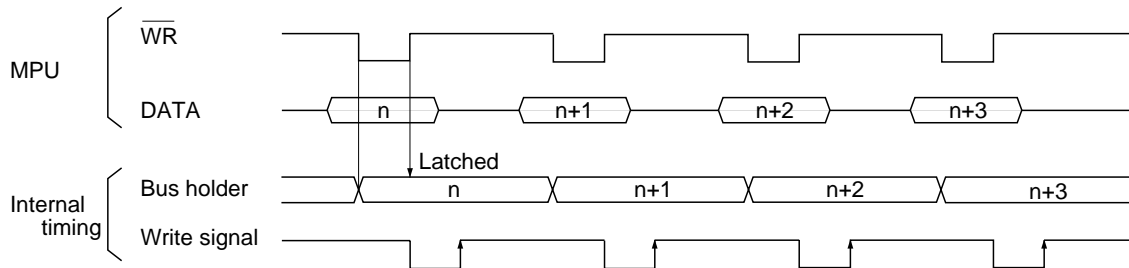 WR
MPU
DATA
n
n+1
n+2
n+3
Latched
Bus holder
n
n+1
n+2
n+3
Internal
timing
Write signal